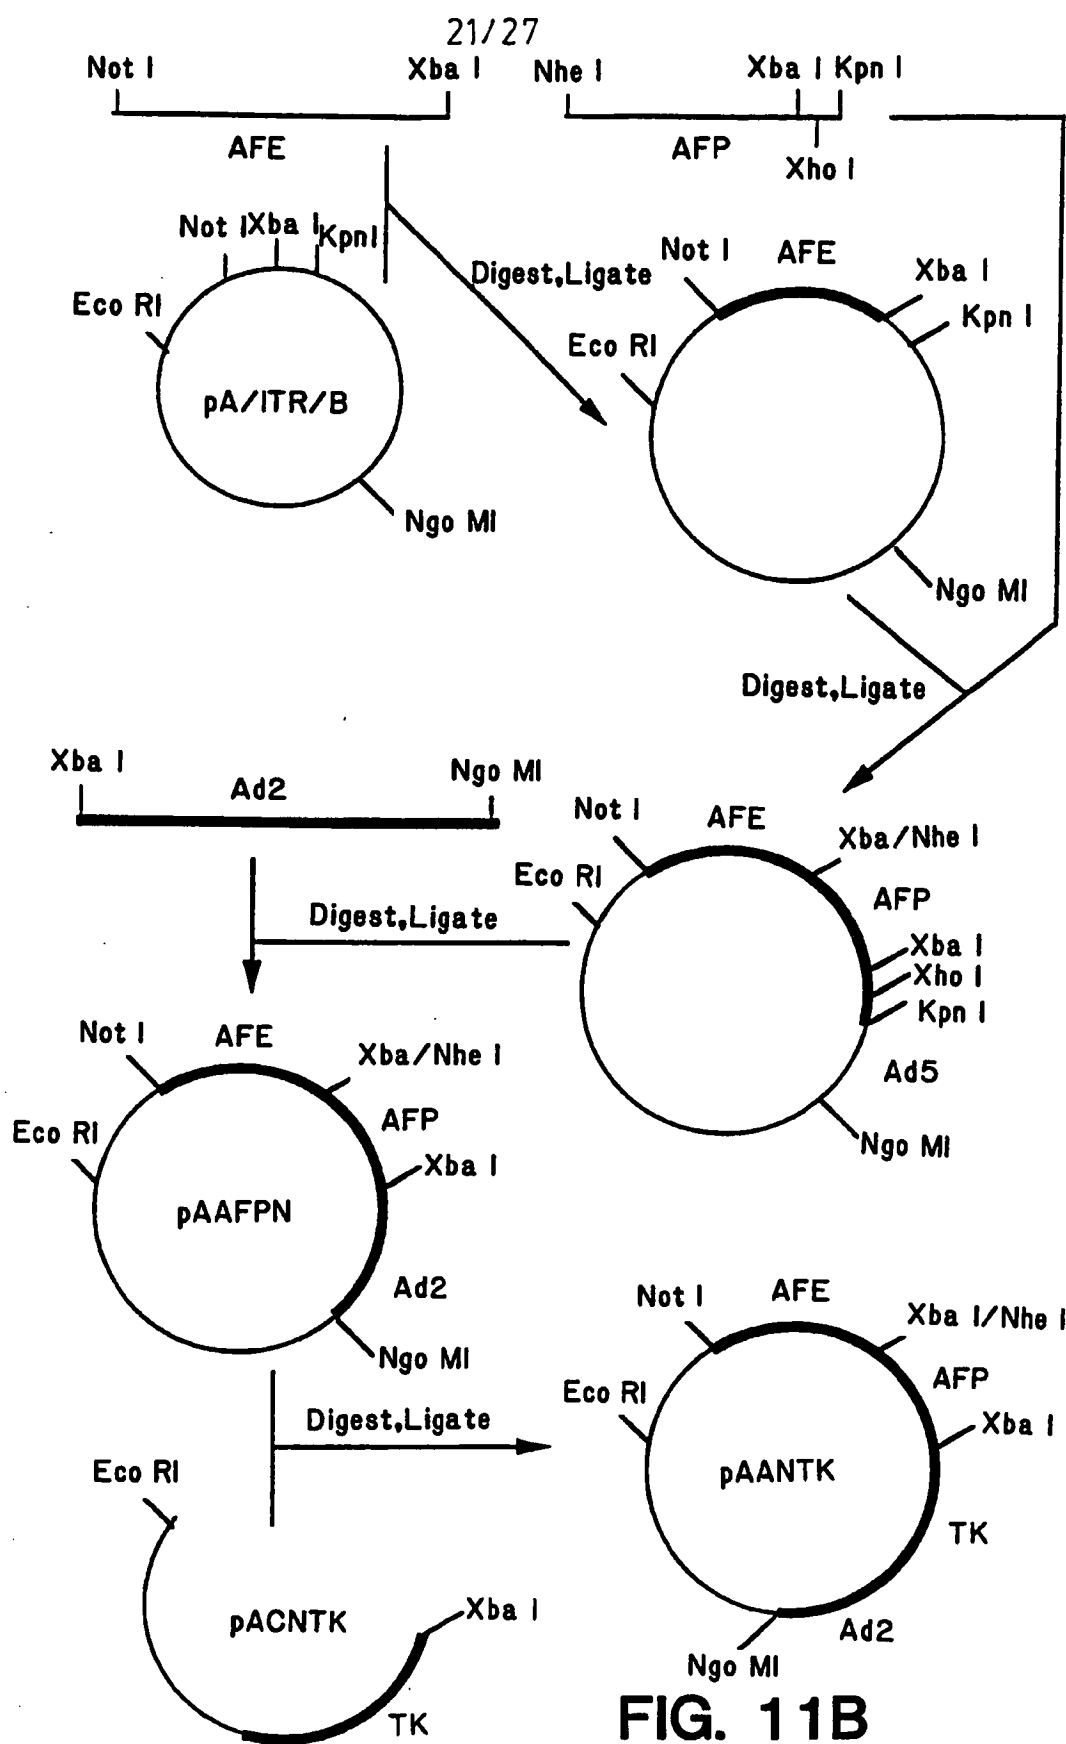 21/27
Not I
Xba I
Nhe I
Xba I
Kpn I
AFE
AFP
Xho I
Not I
Xba I
KpnI
Eco RI
pA/ITR/B
Ngo MI
Digest,Ligate
Not I
AFE
Xba I
Kpn I
Eco RI
Ngo MI
Digest,Ligate
Xba I
Ad2
Ngo MI
Not I
AFE
Xba/Nhe I
Eco RI
AFP
Xba I
Xho I
Kpn I
Ad5
Ngo MI
Digest,Ligate
Not I
AFE
Xba/Nhe I
Eco RI
AFP
Xba I
pAAFPN
Ad2
Ngo MI
Digest,Ligate
Not I
AFE
Xba I/Nhe I
Eco RI
AFP
Xba I
pAANTK
TK
Ad2
Ngo MI
Eco RI
pACNTK
Xba I
TK
FIG. 11B